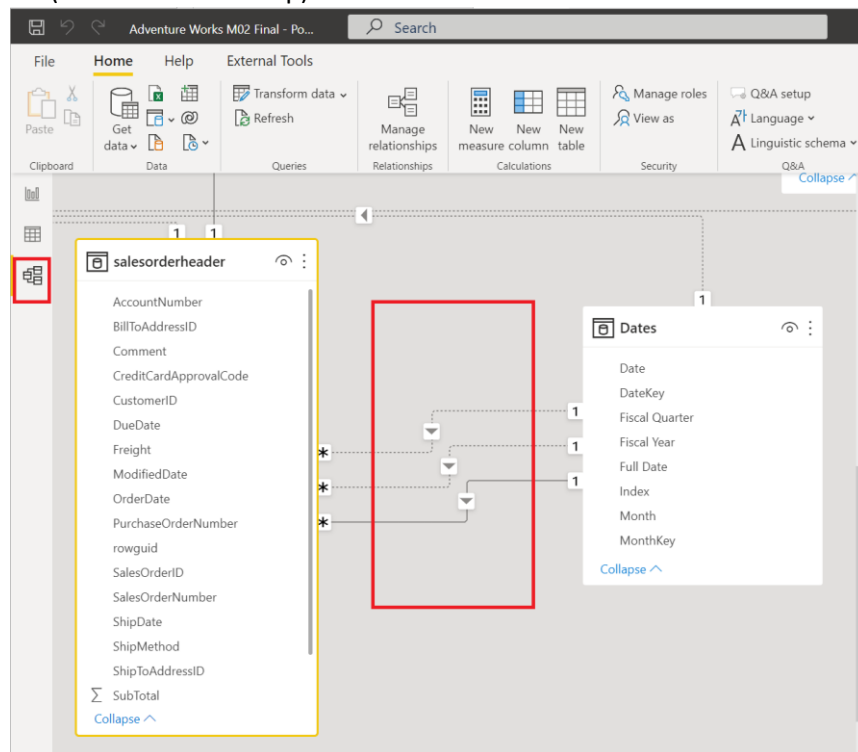 Adventure Works M02 Final - Po...
Search
File
Home
Help
External Tools
Paste
Get
data
Transform data
Refresh
Manage
relationships
New
measure
New
column
New
table
Manage roles
View as
Q&A setup
Language
Linguistic schema
Clipboard
Data
Queries
Relationships
Calculations
Security
Q&A
Collapse
1 1
1
salesorderheader
AccountNumber
BillToAddressID
Comment
CreditCardApprovalCode
CustomerID
DueDate
Freight
ModifiedDate
OrderDate
PurchaseOrderNumber
rowguid
SalesOrderID
SalesOrderNumber
ShipDate
ShipMethod
ShipToAddressID
∑ SubTotal
Collapse
*
*
*
1
1
1
Dates
Date
DateKey
Fiscal Quarter
Fiscal Year
Full Date
Index
Month
MonthKey
Collapse